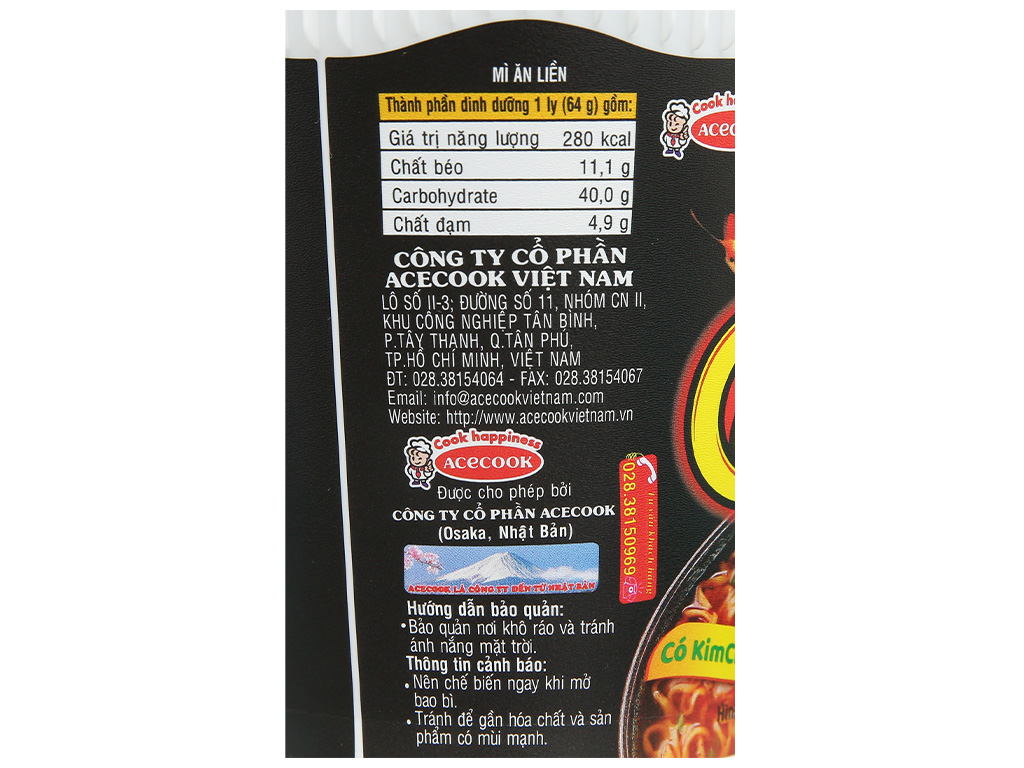 MÌ ĂN LIỀN
Thành phần dinh dưỡng 1 ly (64 g) gồm:
Giá trị năng lượng 280 kcal
Chất béo 11,1 g
Carbohydrate 40,0 g
Chất đạm 4,9 g
CÔNG TY CỔ PHẦN
ACECOOK VIỆT NAM
LÔ SỐ II-3; ĐƯỜNG SỐ 11, NHÓM CN II,
KHU CÔNG NGHIỆP TÂN BÌNH,
P.TÂY THẠNH, Q.TÂN PHÚ,
TP.HỒ CHÍ MINH, VIỆT NAM
ĐT: 028.38154064 - FAX: 028.38154067
Email: info@acecookvietnam.com
Website: http://www.acecookvietnam.vn
Cook happiness
ACECOOK
Được cho phép bởi
CÔNG TY CỔ PHẦN ACECOOK
(Osaka, Nhật Bản)
ACECOOK LÀ CÔNG TY ĐẾN TỪ NHẬT BẢN
Hướng dẫn bảo quản:
•Bảo quản nơi khô ráo và tránh
ánh nắng mặt trời.
Thông tin cảnh báo:
• Nên chế biến ngay khi mở
bao bì.
• Tránh để gần hóa chất và sản
phẩm có mùi mạnh.
Tư vấn khách hàng
028.38150969
Cook
Có